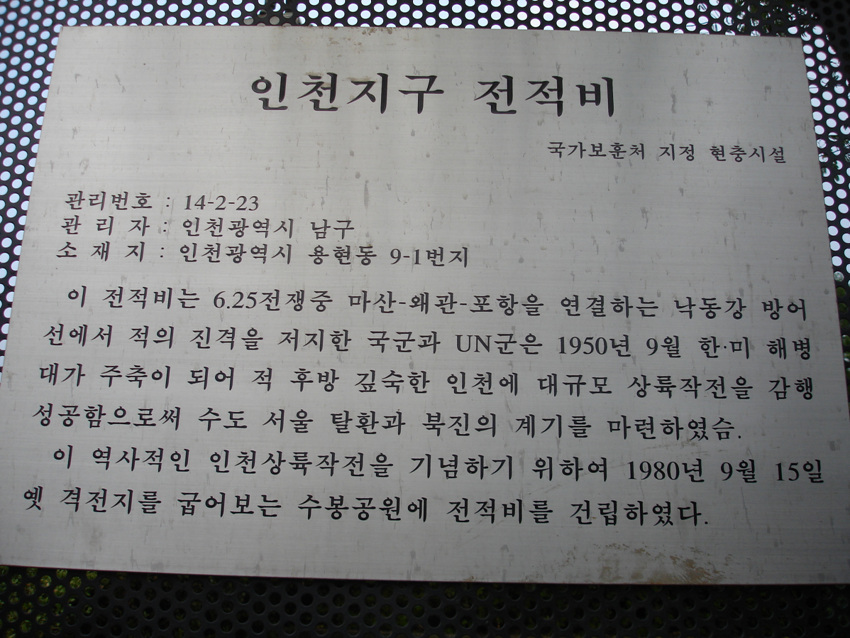 인천지구 전적비
국가보훈처 지정 현충시설
관리번호 : 14-2-23
관 리 자 : 인천광역시 남구
소 재 지 : 인천광역시 용현동 9-1번지
이 전적비는 6.25전쟁중 마산-왜관-포항을 연결하는 낙동강 방어
선에서 적의 진격을 저지한 국군과 UN군은 1950년 9월 한·미 해병
대가 주축이 되어 적 후방 깊숙한 인천에 대규모 상륙작전을 감행
성공함으로써 수도 서울 탈환과 북진의 계기를 마련하였슴.
이 역사적인 인천상륙작전을 기념하기 위하여 1980년 9월 15일
옛 격전지를 굽어보는 수봉공원에 전적비를 건립하였다.